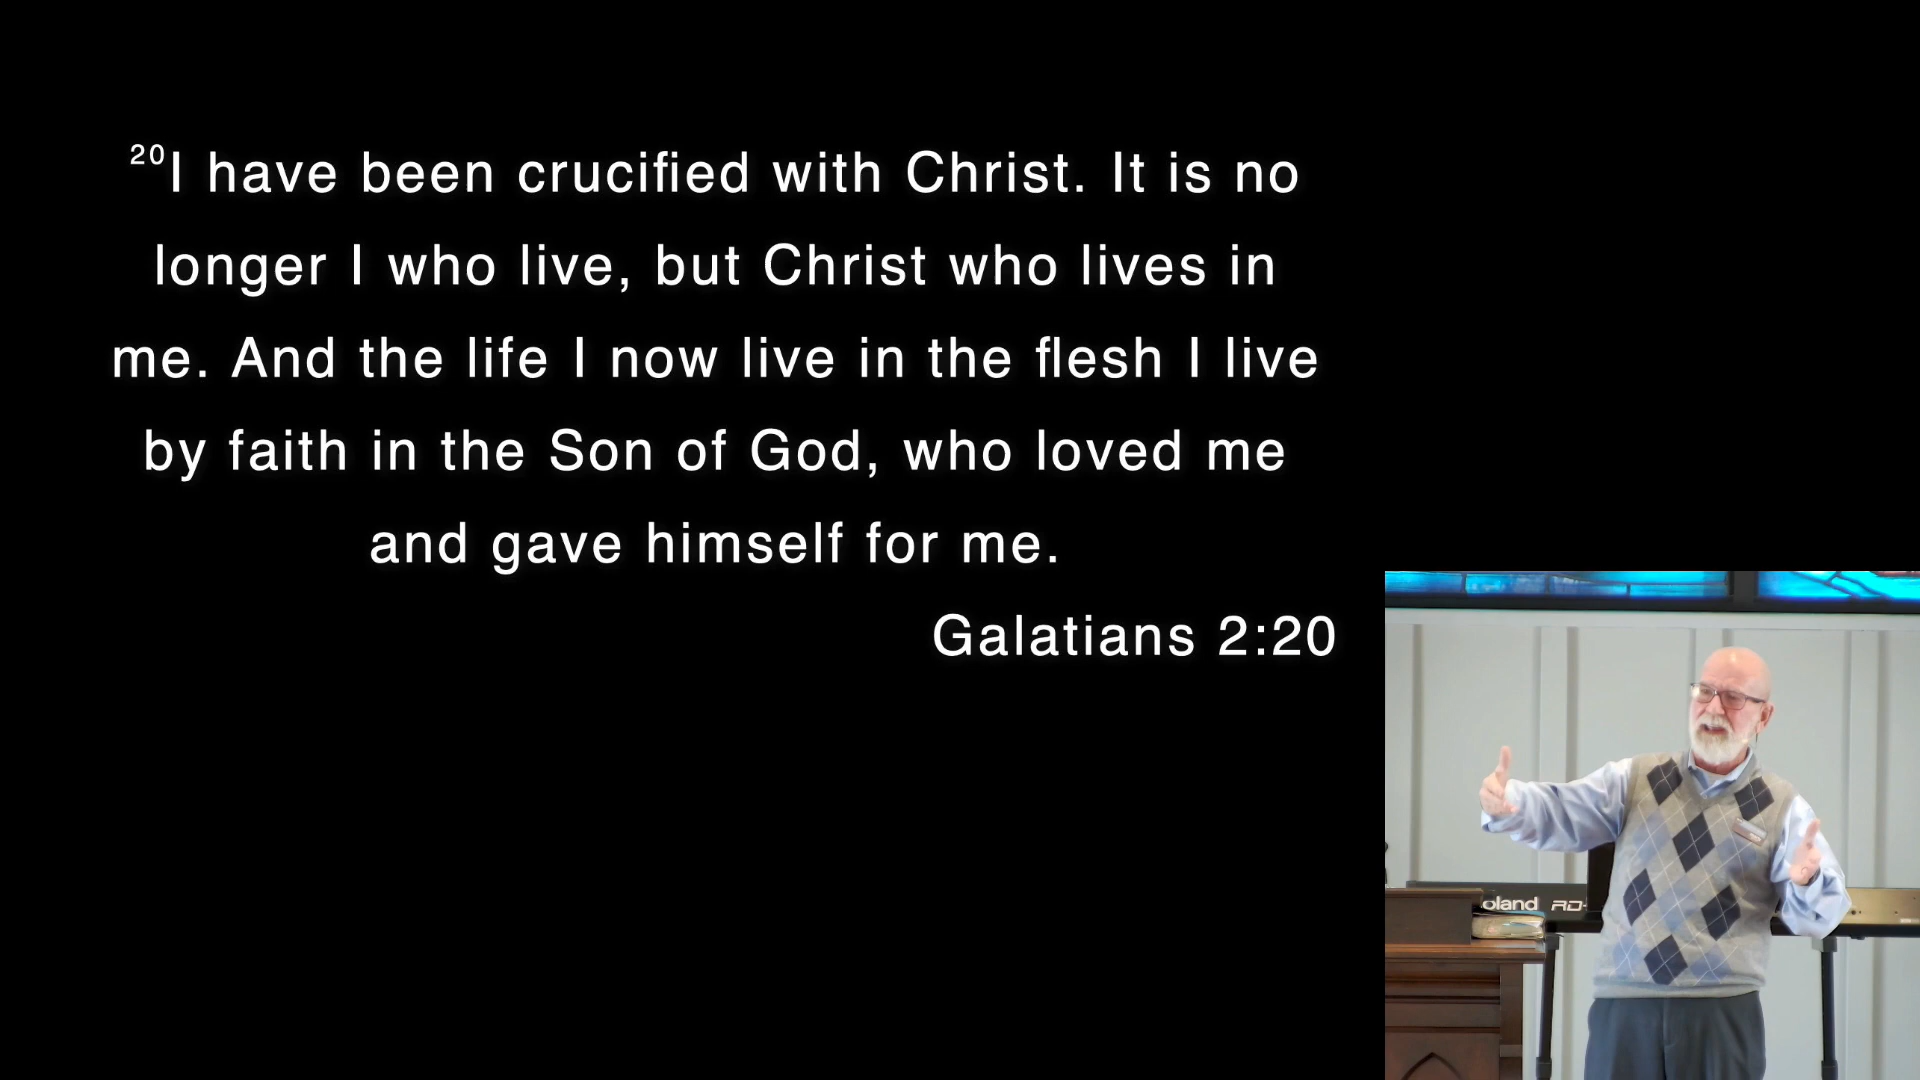 20I have been crucified with Christ. It is no
longer I who live, but Christ who lives in
me. And the life I now live in the flesh I live
by faith in the Son of God, who loved me
and gave himself for me.
Galatians 2:20
oland RD-